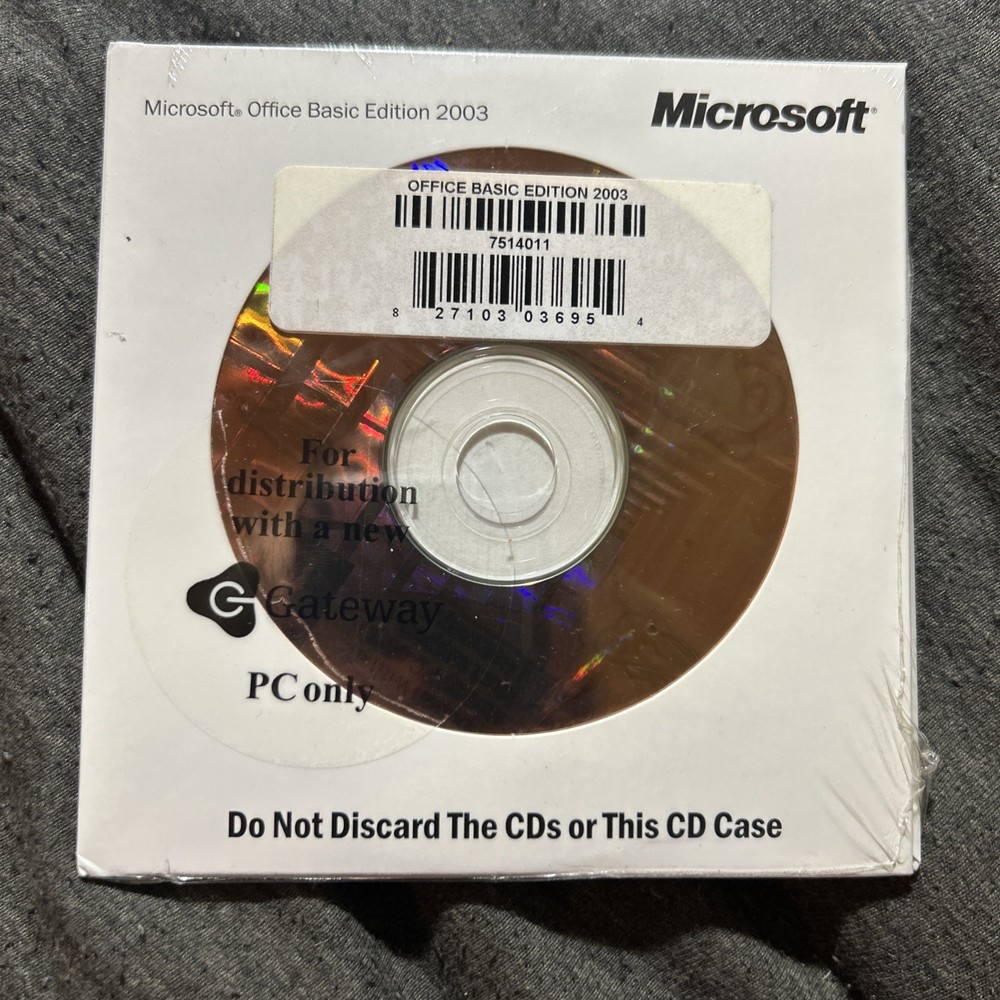 Microsoft® Office Basic Edition 2003
Microsoft®
OFFICE BASIC EDITION 2003
7514011
8 27103 03695 4
For
distribution
with a new
Gateway
PC only
Do Not Discard The CDs or This CD Case